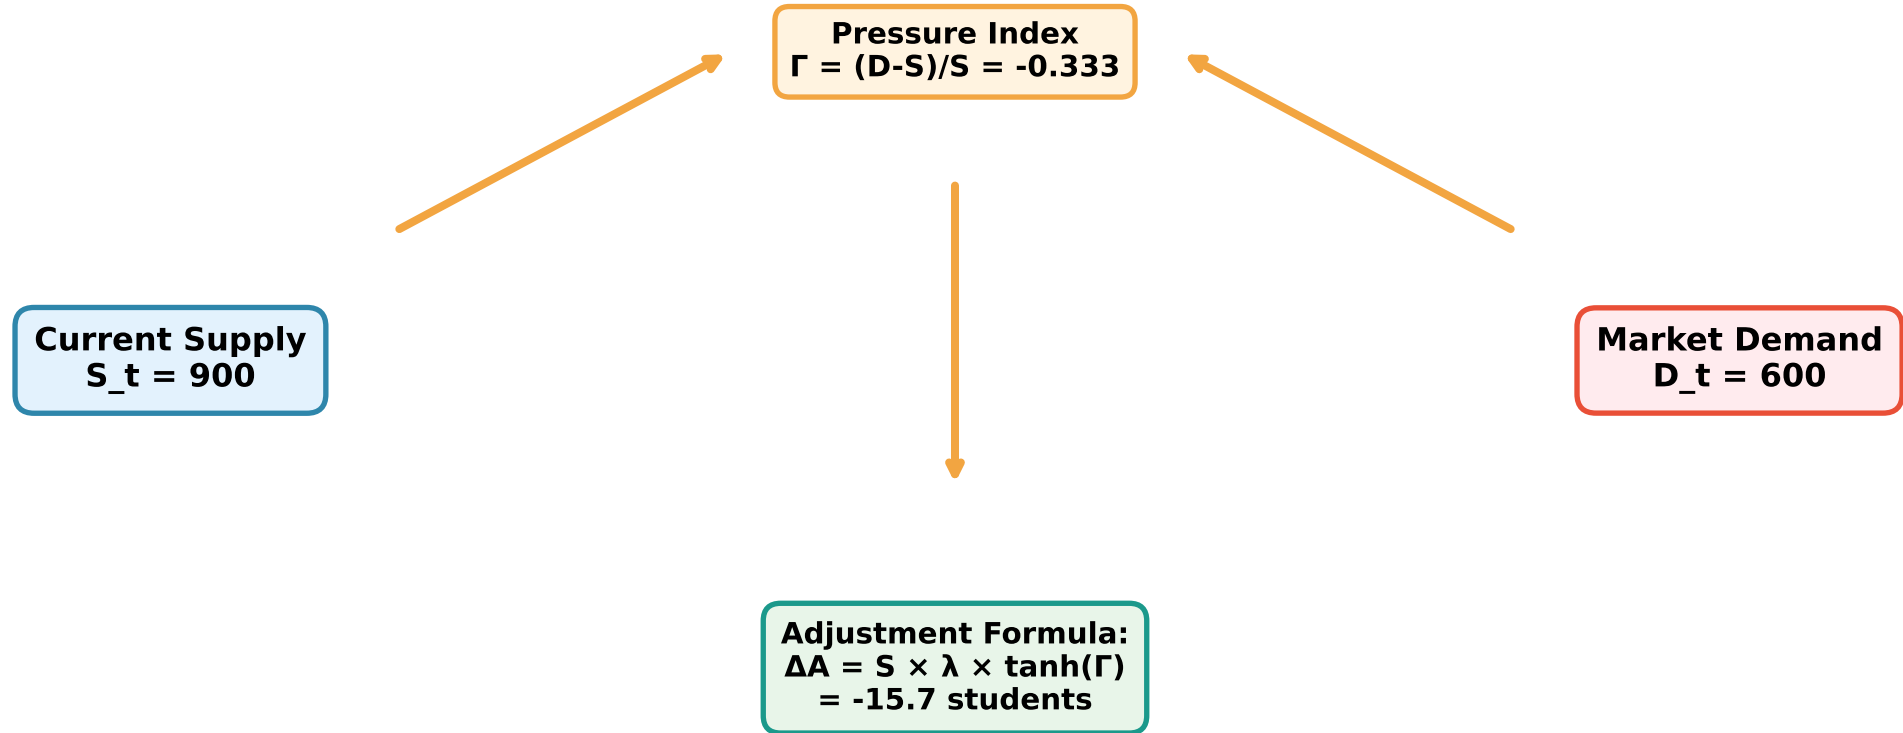 Pressure Index
Γ = (D-S)/S = -0.333
Current Supply
S_t = 900
Market Demand
D_t = 600
Adjustment Formula:
ΔA = S × λ × tanh(Γ)
= -15.7 students